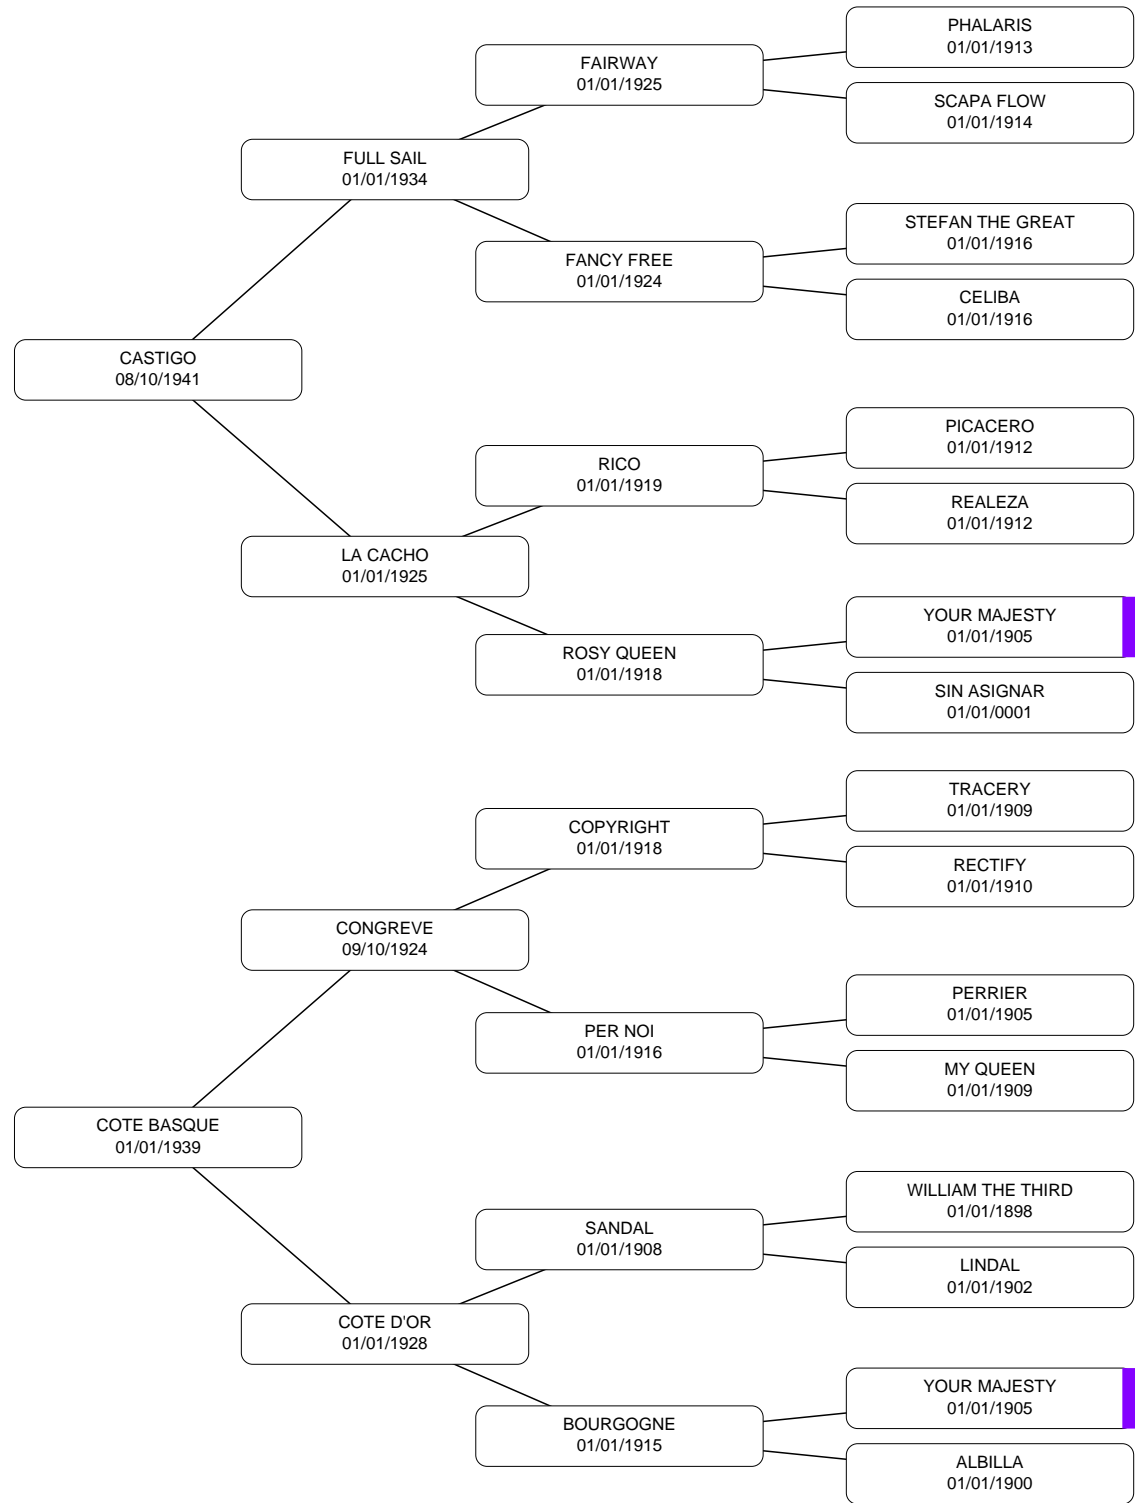 PHALARIS
01/01/1913
FAIRWAY
01/01/1925
SCAPA FLOW
01/01/1914
FULL SAIL
01/01/1934
STEFAN THE GREAT
01/01/1916
FANCY FREE
01/01/1924
CELIBA
01/01/1916
CASTIGO
08/10/1941
PICACERO
01/01/1912
RICO
01/01/1919
REALEZA
01/01/1912
LA CACHO
01/01/1925
YOUR MAJESTY
01/01/1905
ROSY QUEEN
01/01/1918
SIN ASIGNAR
01/01/0001
TRACERY
01/01/1909
COPYRIGHT
01/01/1918
RECTIFY
01/01/1910
CONGREVE
09/10/1924
PERRIER
01/01/1905
PER NOI
01/01/1916
MY QUEEN
01/01/1909
COTE BASQUE
01/01/1939
WILLIAM THE THIRD
01/01/1898
SANDAL
01/01/1908
LINDAL
01/01/1902
COTE D'OR
01/01/1928
YOUR MAJESTY
01/01/1905
BOURGOGNE
01/01/1915
ALBILLA
01/01/1900